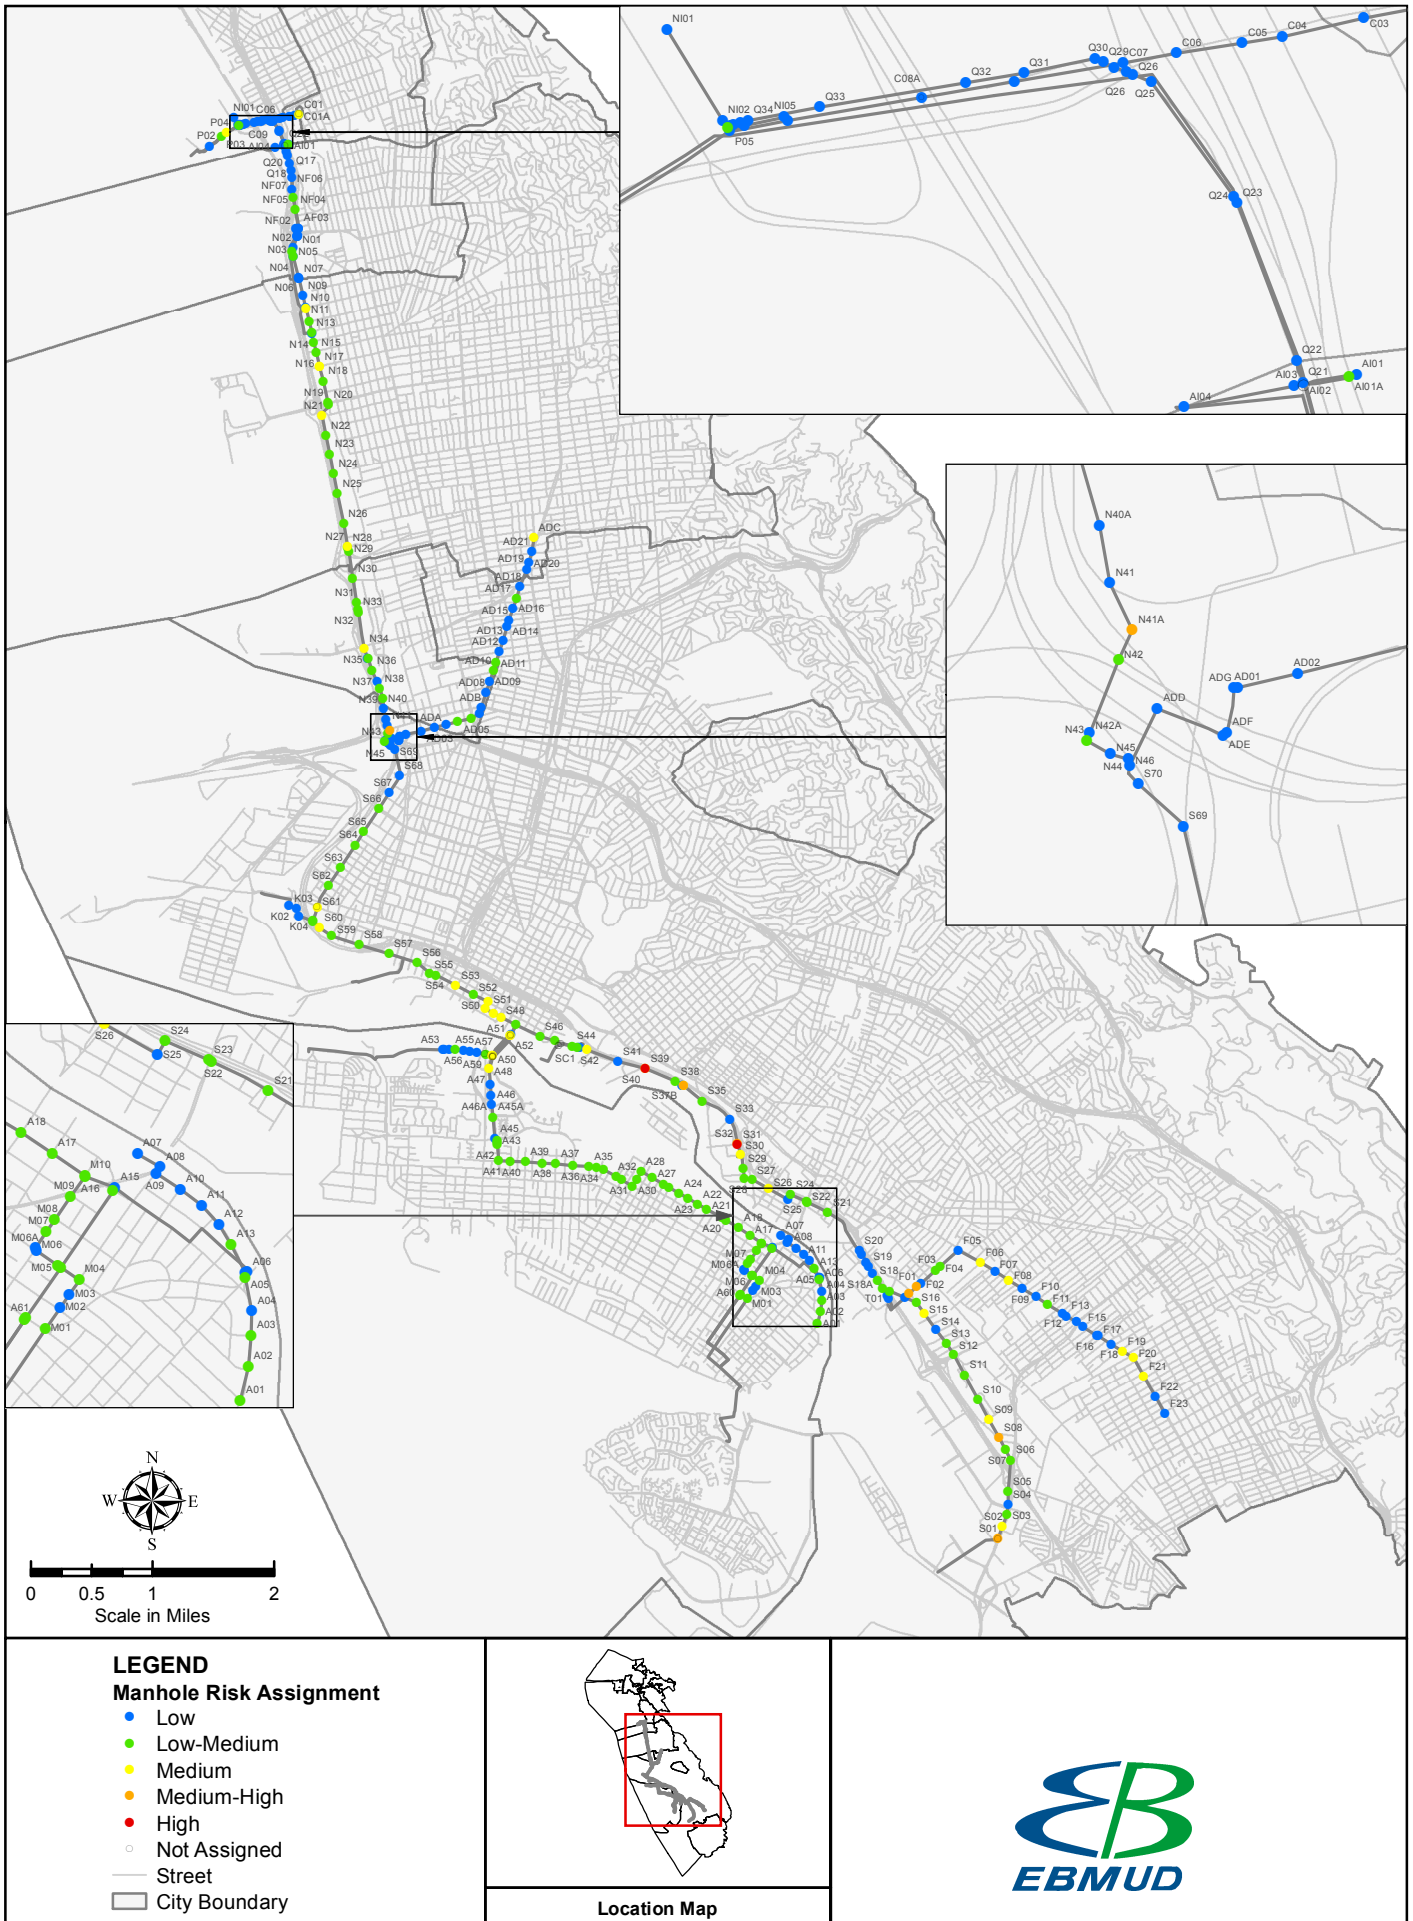 NI01
C06
C01
C01A
P04
P02
P03
C09
AI04
AI01
Q20
Q17
Q18
NF06
NF07
NF05
NF04
NF02
AF03
N02
N01
N03
N05
N04
N07
N06
N09
N10
N11
N13
N14
N15
N17
N16
N18
N19
N20
N21
N22
N23
N24
N25
N26
N27
N28
N29
N30
N31
N33
N32
N34
N35
N36
N37
N38
N39
N40
N43
N45
ADC
AD21
AD19
AD20
AD18
AD17
AD15
AD16
AD13
AD14
AD12
AD10
AD11
AD08
AD09
ADB
ADA
AD05
AD03
S69
S68
S67
S66
S65
S64
S63
S62
S61
K03
K02
K04
S60
S59
S58
S57
S56
S55
S54
S53
S52
S51
S50
S48
S46
S44
SC1
S42
S41
S40
S39
S38
S37B
S35
S33
S32
S31
S30
S29
S28
S27
S26
S24
S25
S22
S21
S20
S19
S18
S18A
T01
F01
F02
F03
F04
F05
F06
F07
F08
F09
F10
F11
F12
F13
F15
F16
F17
F18
F19
F20
F21
F22
F23
S16
S15
S14
S13
S12
S11
S10
S09
S08
S06
S07
S05
S04
S03
S02
S01
A53
A55
A57
A56
A59
A51
A52
A50
A48
A47
A46
A46A
A45A
A45
A43
A42
A41
A40
A39
A38
A37
A36
A35
A32
A31
A28
A30
A27
A24
A23
A22
A21
A20
A18
A17
A07
A08
A11
A13
A06
A05
A04
A03
A02
A01
M07
M06A
M06
M04
M03
M01
A60
NI01
C03
C04
C05
C06
Q30
Q29
C07
Q26
Q26
Q25
Q31
Q32
C08A
Q33
NI05
NI02
Q34
P05
Q24
Q23
Q22
Q21
AI03
AI02
AI01
AI01A
AI04
N40A
N41
N41A
N42
N43
N42A
N45
N44
N46
S70
S69
ADD
ADG
AD01
AD02
ADF
ADE
S26
S24
S25
S23
S22
S21
A18
A17
M10
A15
A16
M09
M08
M07
M06A
M06
M05
M04
M03
M02
M01
A61
A07
A08
A09
A10
A11
A12
A13
A06
A05
A04
A03
A02
A01
N
W
E
S
0 0.5 1 2
Scale in Miles
LEGEND
Manhole Risk Assignment
Low
Low-Medium
Medium
Medium-High
High
Not Assigned
Street
City Boundary
Location Map
EBMUD